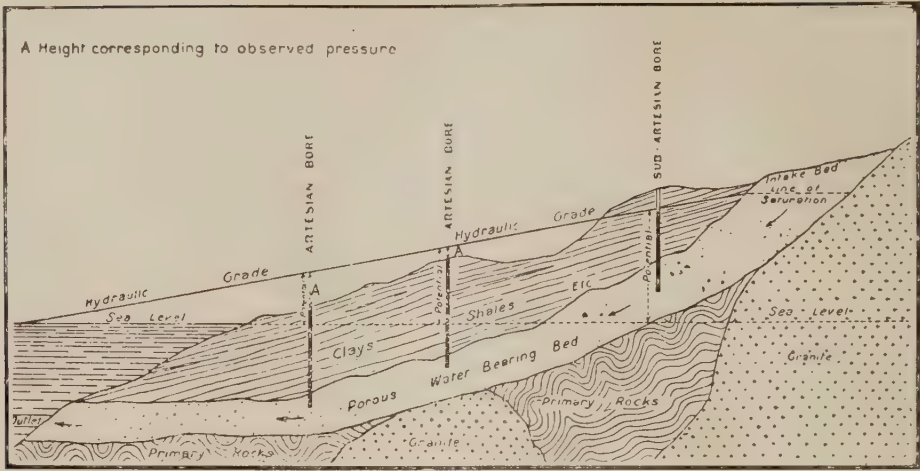 A Height corresponding to observed pressure
ARTESIAN BORE
ARTESIAN BORE
SUB-ARTESIAN BORE
Intake Bed
Line of
Saturation
Hydraulic Grade
A
Potential
Potential
Hydraulic Grade
A
Potential
Sea Level
Sea Level
Etc
Shales
Clays
Granite
Porous Water Bearing Bed
Primary Rocks
Outlet
Granite
Primary Rocks